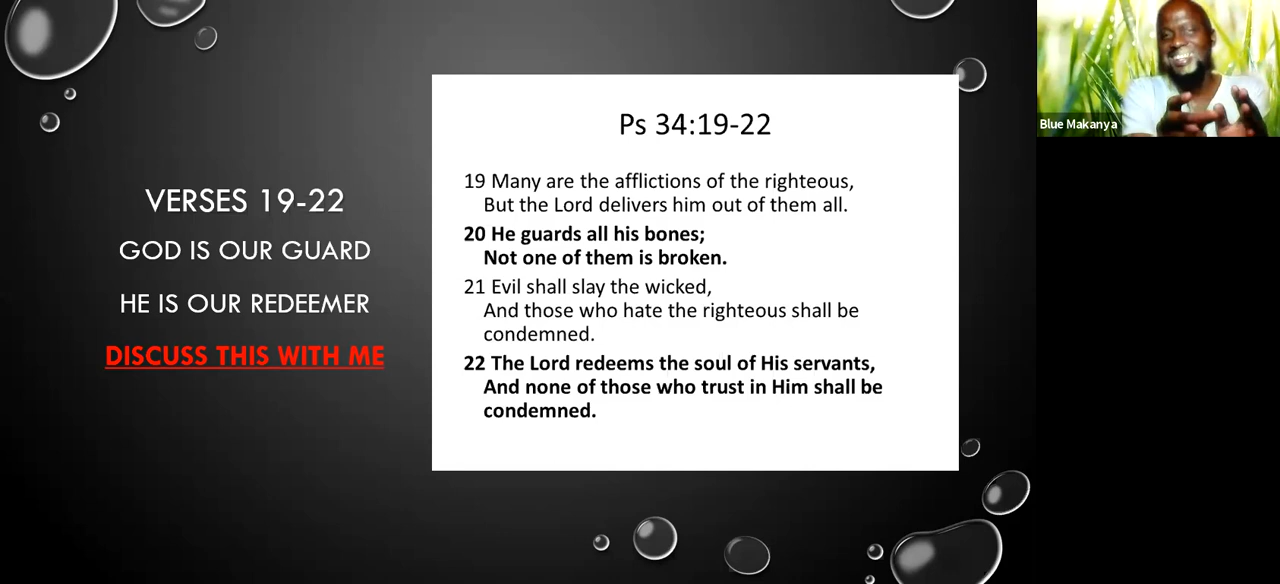 VERSES 19-22
GOD IS OUR GUARD
HE IS OUR REDEEMER
DISCUSS THIS WITH ME
Ps 34:19-22
19 Many are the afflictions of the righteous,
But the Lord delivers him out of them all.
20 He guards all his bones;
Not one of them is broken.
21 Evil shall slay the wicked,
And those who hate the righteous shall be
condemned.
22 The Lord redeems the soul of His servants,
And none of those who trust in Him shall be
condemned.
Blue Makanya